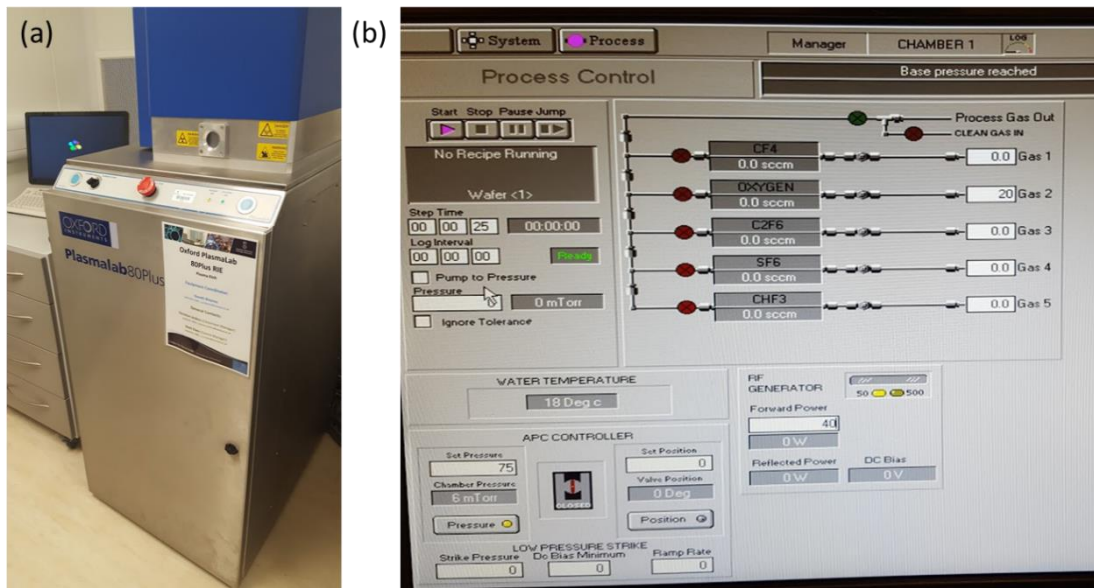 (a)
OXFORD
INSTRUMENTS
Plasmalab80Plus
Oxford PlasmaLab
80Plus RIE
(b)
System
Process
Manager
CHAMBER 1
LOG
Process Control
Base pressure reached
Start Stop Pause Jump
No Recipe Running
Wafer <1>
Step Time
00 00 25 00:00:00
Log Interval
00 00 00 Ready
Pump to Pressure
Pressure
0 mTorr
Ignore Tolerance
Process Gas Out
CLEAN GAS IN
CF4
0.0 sccm
0.0 Gas 1
OXYGEN
0.0 sccm
20 Gas 2
C2F6
0.0 sccm
0.0 Gas 3
SF6
0.0 sccm
0.0 Gas 4
CHF3
0.0 sccm
0.0 Gas 5
WATER TEMPERATURE
18 Deg c
APC CONTROLLER
Set Pressure
75
Chamber Pressure
6 mTorr
Pressure
CLOSED
Set Position
0
Valve Position
0 Deg
Position
LOW PRESSURE STRIKE
Strike Pressure Dc Bias Minimum Ramp Rate
0 0 0
RF
GENERATOR
50 500
Forward Power
40
0 W
Reflected Power DC Bias
0 W 0 V